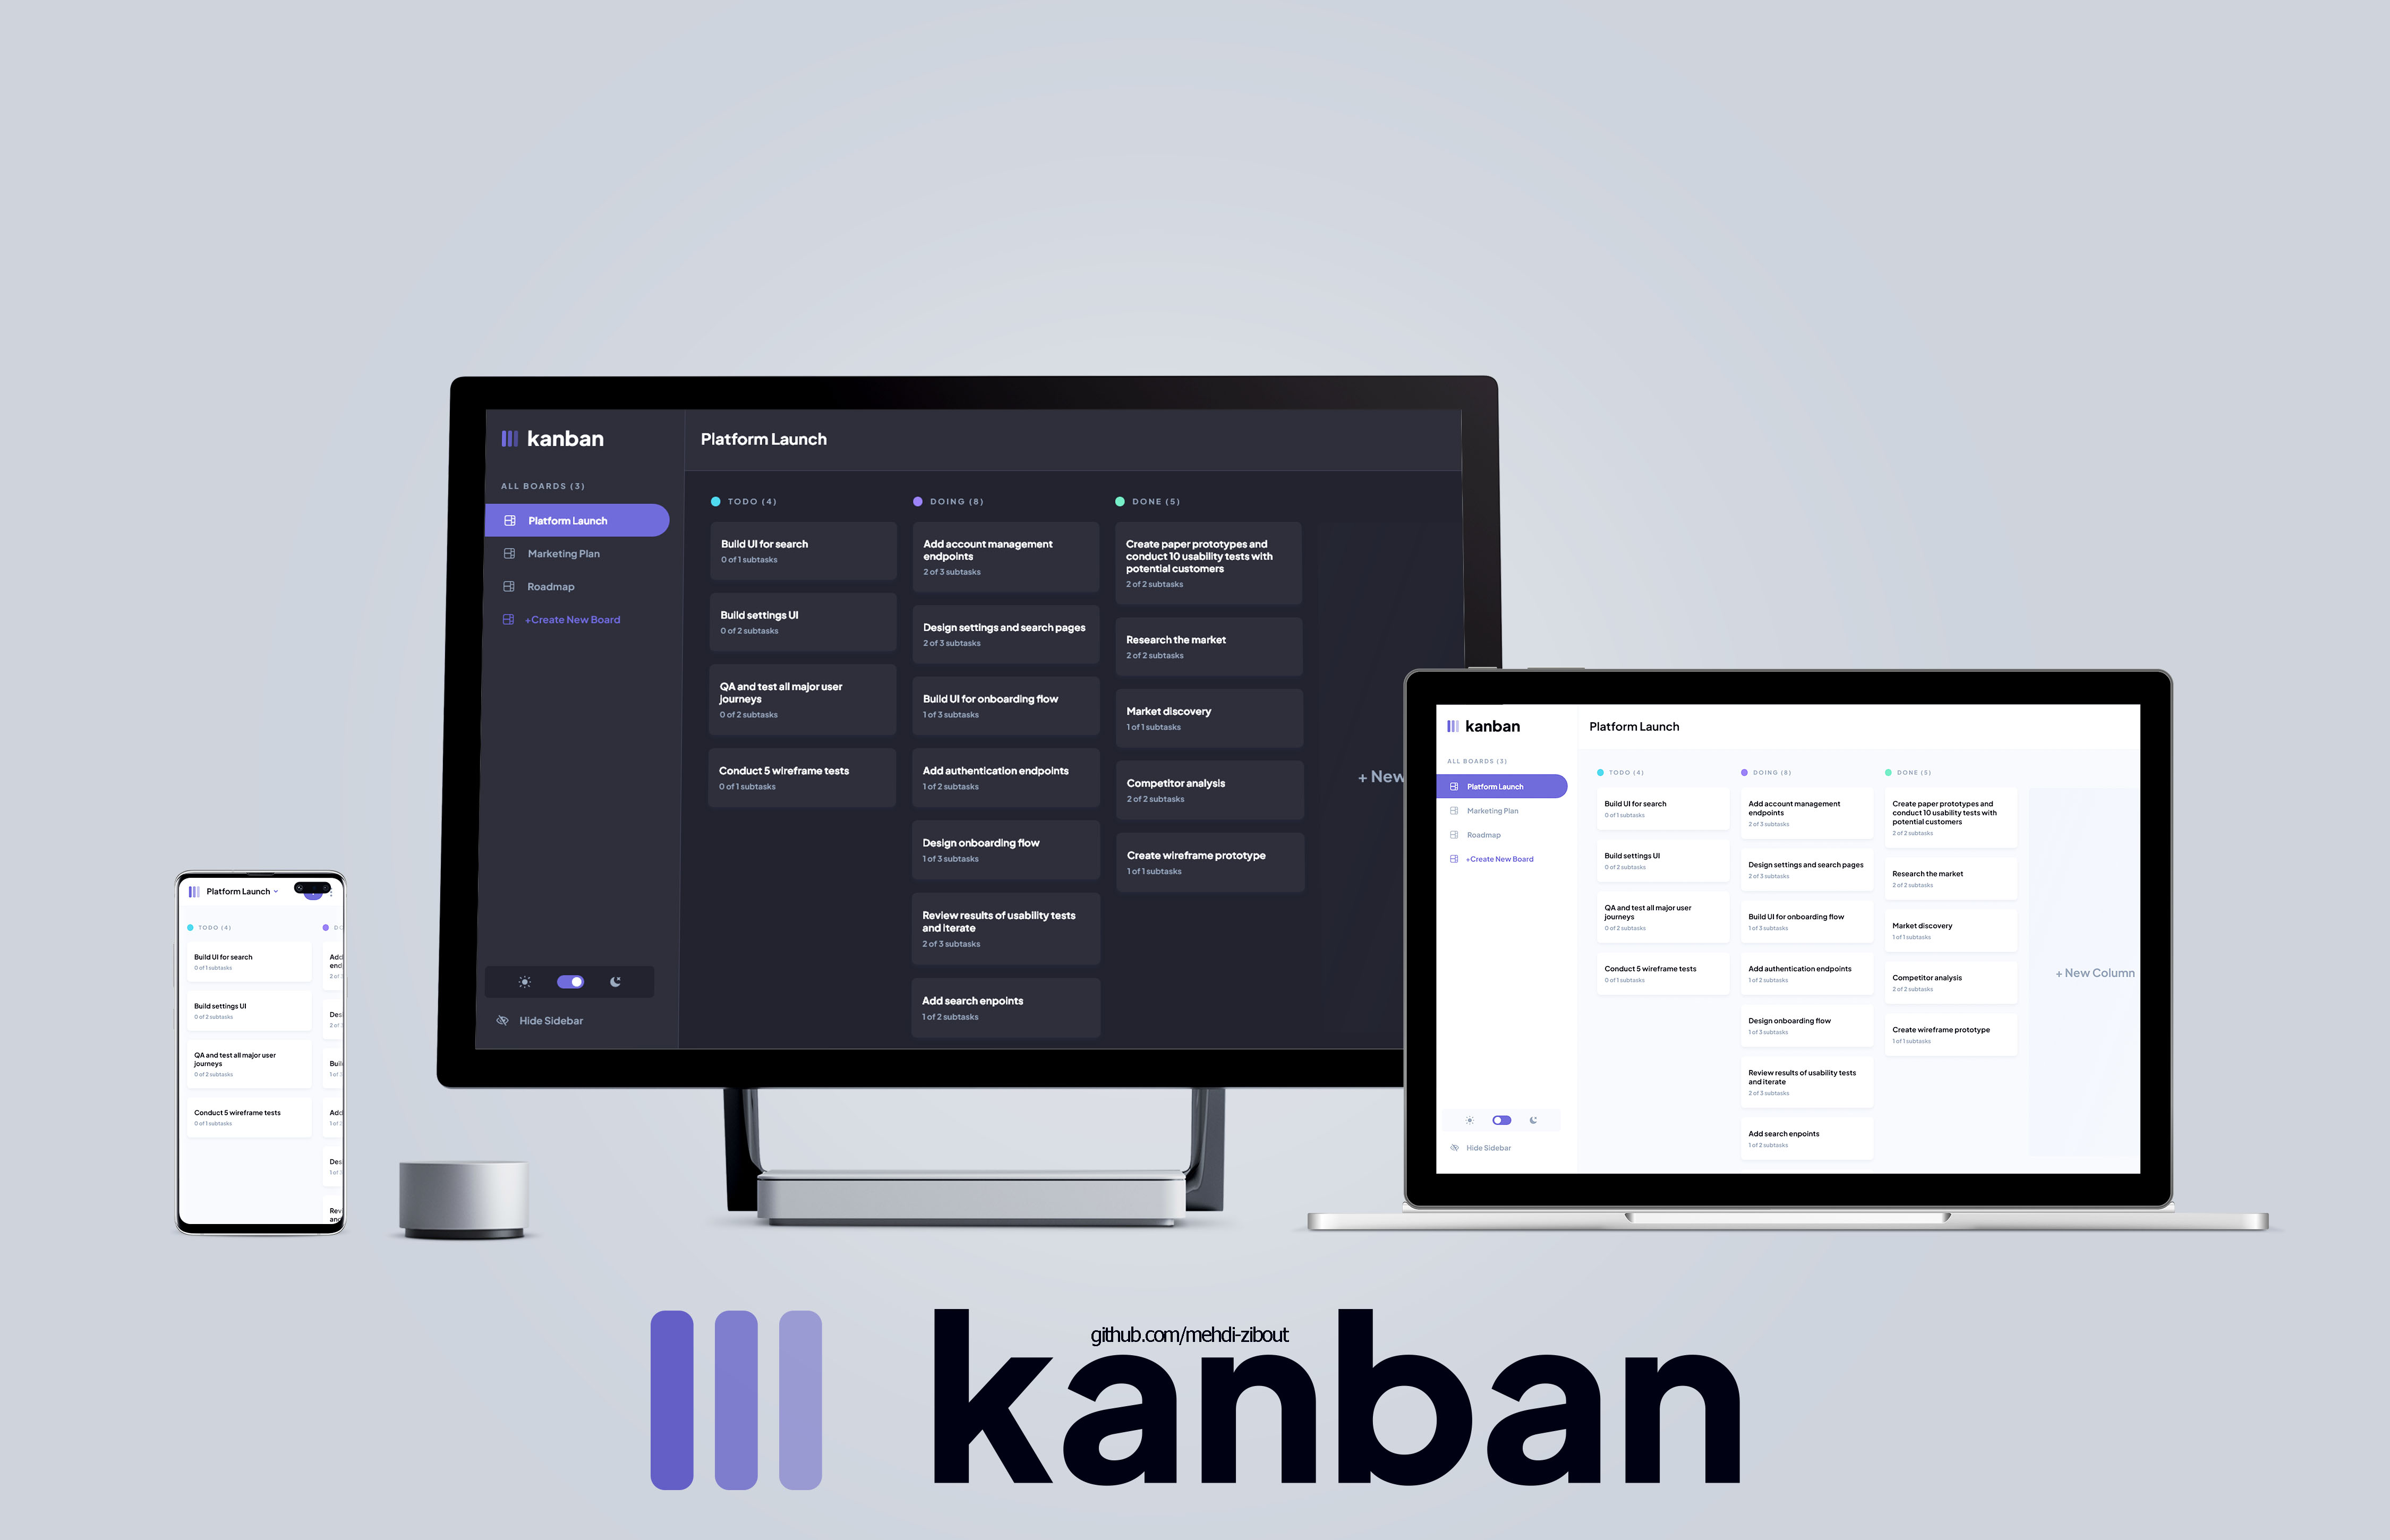 kanban
Platform Launch
ALL BOARDS (3)
Platform Launch
Marketing Plan
Roadmap
+Create New Board
Hide Sidebar
TODO (4)
Build UI for search
0 of 1 subtasks
Build settings UI
0 of 2 subtasks
QA and test all major user
journeys
0 of 2 subtasks
Conduct 5 wireframe tests
0 of 1 subtasks
DOING (8)
Add account management
endpoints
2 of 3 subtasks
Design settings and search pages
2 of 3 subtasks
Build UI for onboarding flow
1 of 3 subtasks
Add authentication endpoints
1 of 2 subtasks
Design onboarding flow
1 of 3 subtasks
Review results of usability tests
and iterate
2 of 3 subtasks
Add search enpoints
1 of 2 subtasks
DONE (5)
Create paper prototypes and
conduct 10 usability tests with
potential customers
2 of 2 subtasks
Research the market
2 of 2 subtasks
Market discovery
1 of 1 subtasks
Competitor analysis
2 of 2 subtasks
Create wireframe prototype
1 of 1 subtasks
+ New
kanban
Platform Launch
ALL BOARDS (3)
Platform Launch
Marketing Plan
Roadmap
+Create New Board
Hide Sidebar
TODO (4)
Build UI for search
0 of 1 subtasks
Build settings UI
0 of 2 subtasks
QA and test all major user
journeys
0 of 2 subtasks
Conduct 5 wireframe tests
0 of 1 subtasks
DOING (8)
Add account management
endpoints
2 of 3 subtasks
Design settings and search pages
2 of 3 subtasks
Build UI for onboarding flow
1 of 3 subtasks
Add authentication endpoints
1 of 2 subtasks
Design onboarding flow
1 of 3 subtasks
Review results of usability tests
and iterate
2 of 3 subtasks
Add search enpoints
1 of 2 subtasks
DONE (5)
Create paper prototypes and
conduct 10 usability tests with
potential customers
2 of 2 subtasks
Research the market
2 of 2 subtasks
Market discovery
1 of 1 subtasks
Competitor analysis
2 of 2 subtasks
Create wireframe prototype
1 of 1 subtasks
+ New Column
Platform Launch
TODO (4)
Build UI for search
0 of 1 subtasks
Build settings UI
0 of 2 subtasks
QA and test all major user
journeys
0 of 2 subtasks
Conduct 5 wireframe tests
0 of 1 subtasks
Add
github.com/mehdi-zibout
kanban